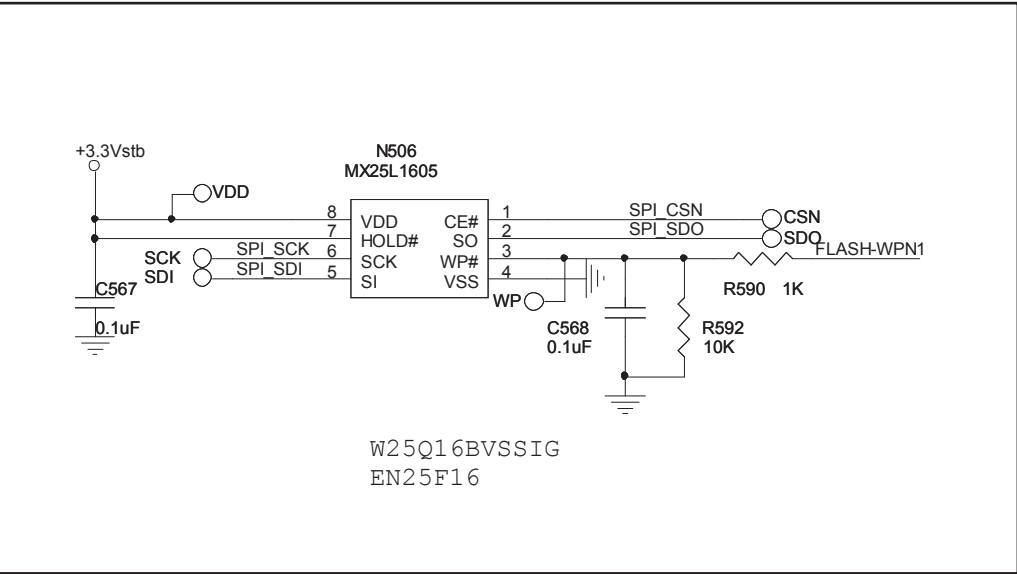 +3.3Vstb
N506
MX25L1605
VDD
8 VDD CE# 1 SPI_CSN CSN
7 HOLD# SO 2 SPI_SDO SDO
SCK SPI_SCK 6 SCK WP# 3 FLASH-WPN1
SDI SPI_SDI 5 SI VSS 4
C567
0.1uF
WP
R590 1K
C568
0.1uF
R592
10K
W25Q16BVSSIG
EN25F16